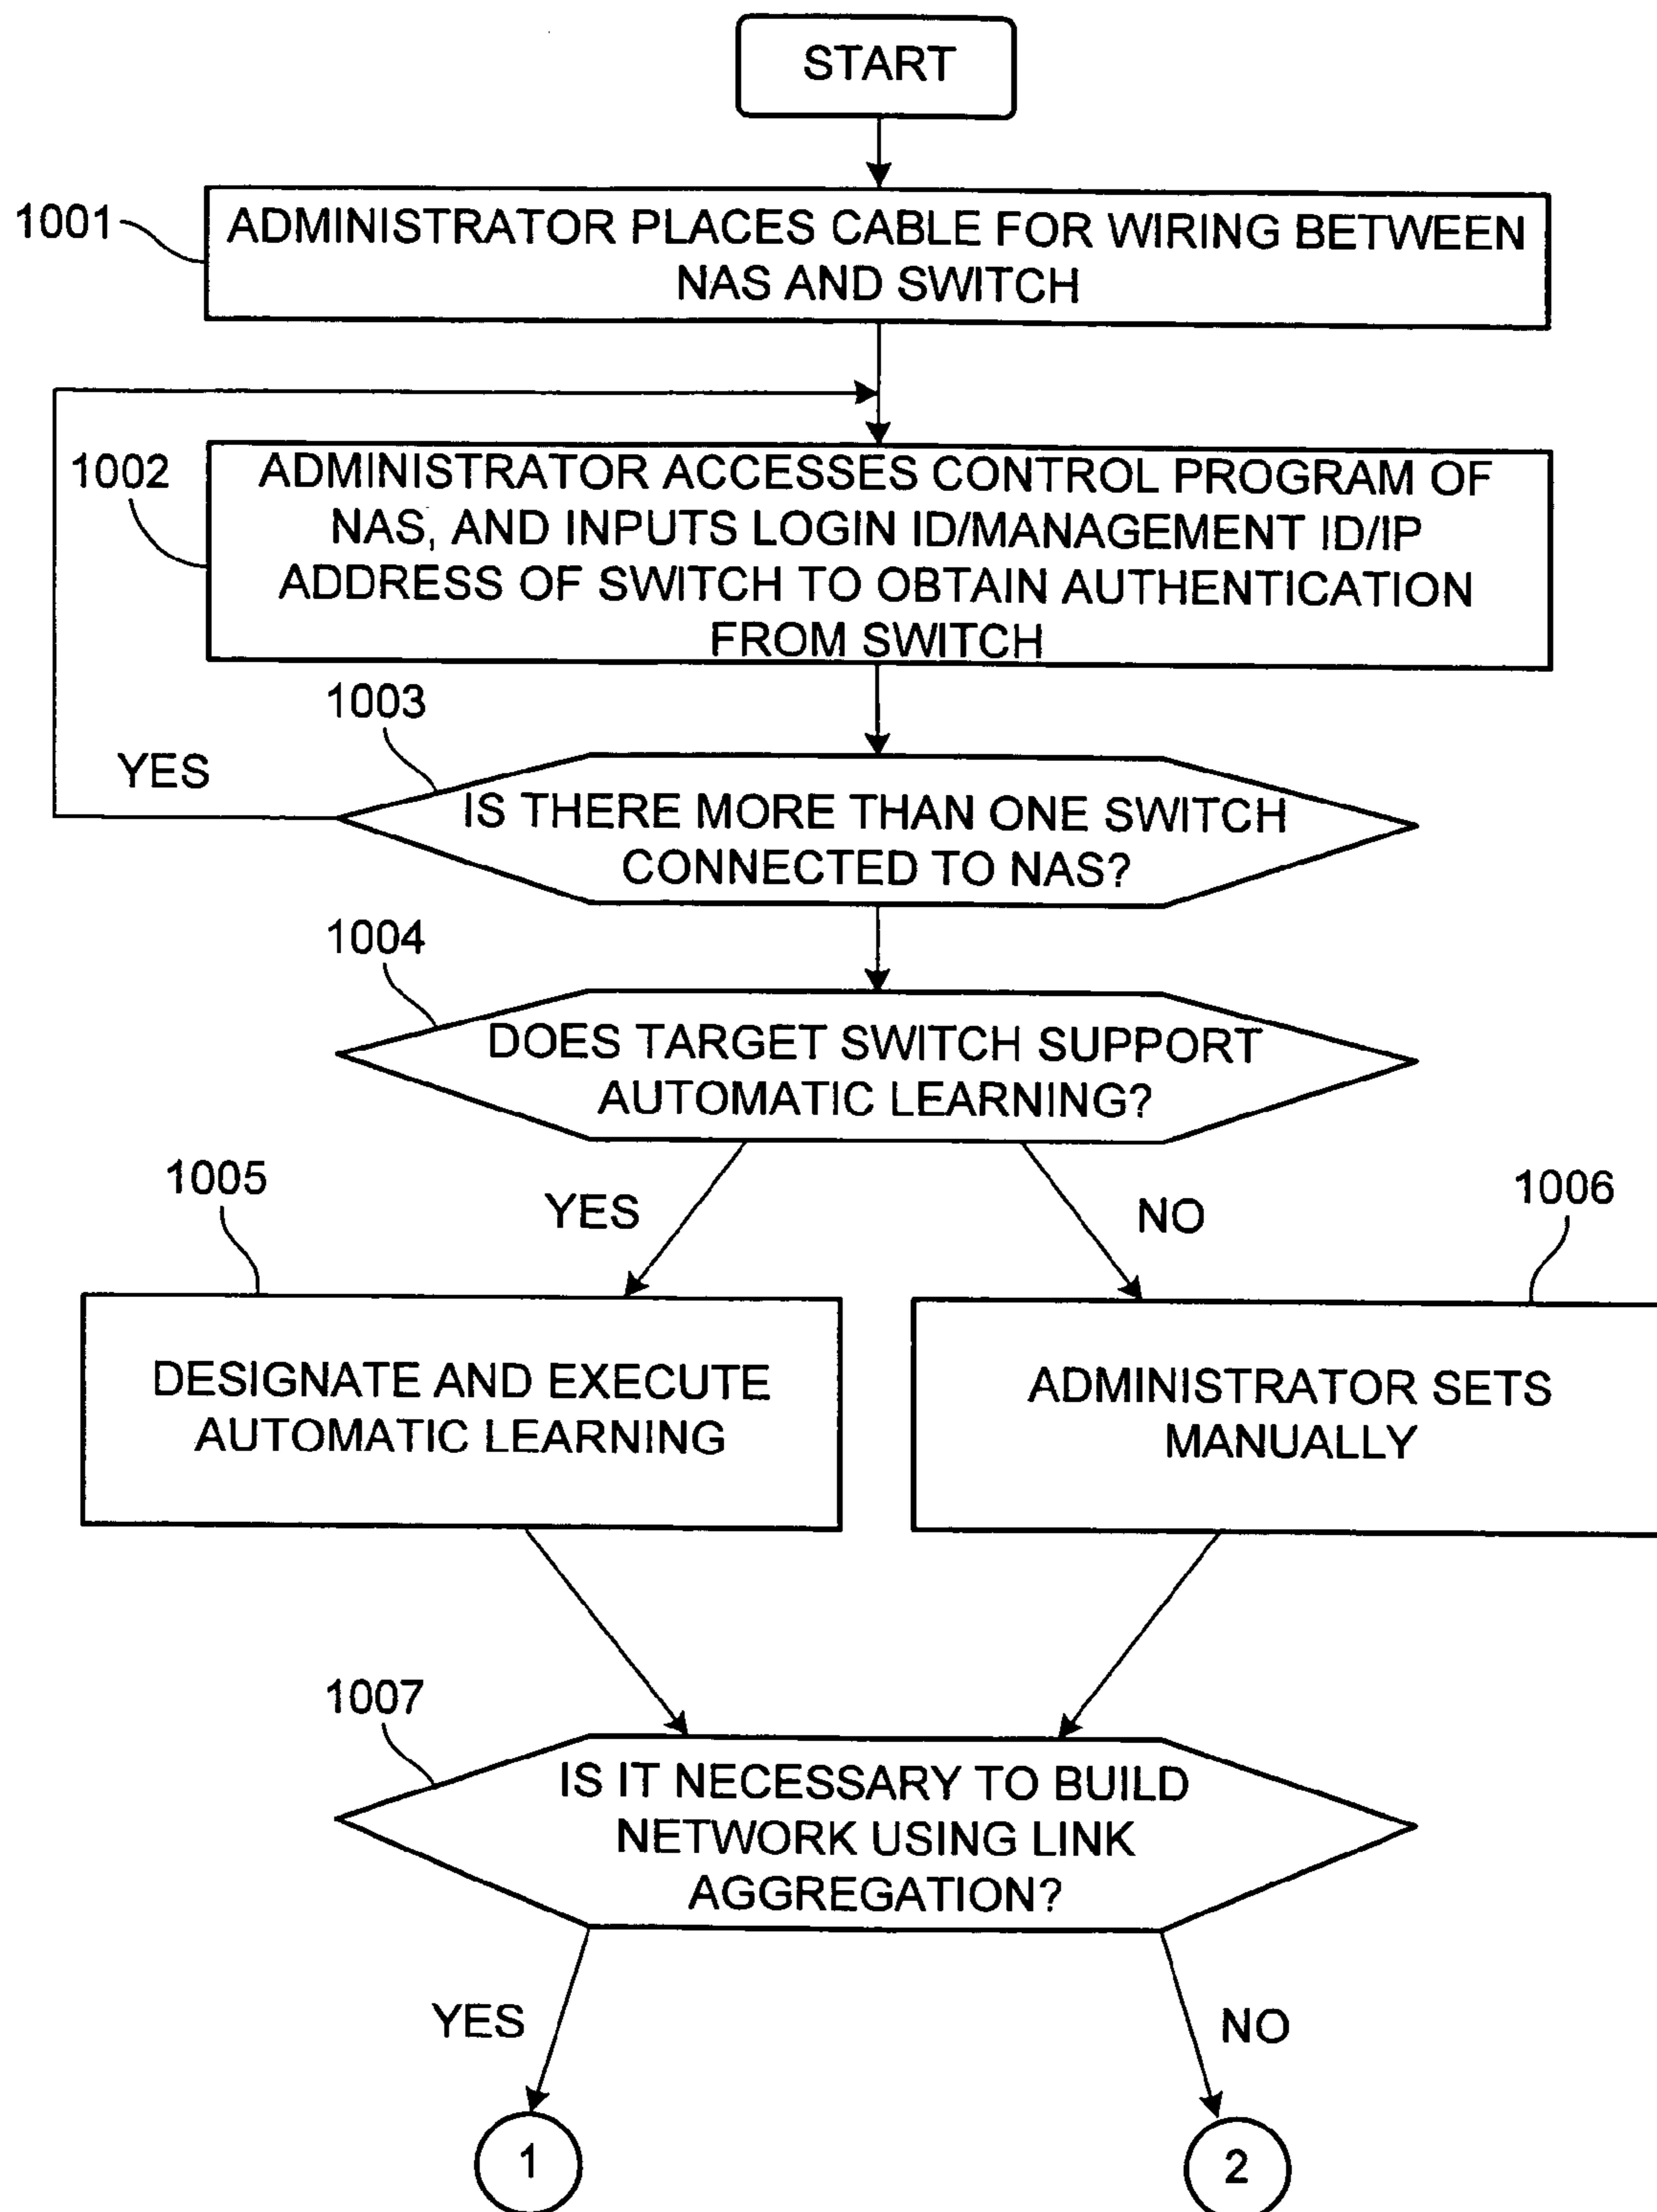 START
1001
ADMINISTRATOR PLACES CABLE FOR WIRING BETWEEN
NAS AND SWITCH
1002
ADMINISTRATOR ACCESSES CONTROL PROGRAM OF
NAS, AND INPUTS LOGIN ID/MANAGEMENT ID/IP
ADDRESS OF SWITCH TO OBTAIN AUTHENTICATION
FROM SWITCH
1003
YES
IS THERE MORE THAN ONE SWITCH
CONNECTED TO NAS?
1004
DOES TARGET SWITCH SUPPORT
AUTOMATIC LEARNING?
1005
YES
NO
1006
DESIGNATE AND EXECUTE
AUTOMATIC LEARNING
ADMINISTRATOR SETS
MANUALLY
1007
IS IT NECESSARY TO BUILD
NETWORK USING LINK
AGGREGATION?
YES
NO
1
2